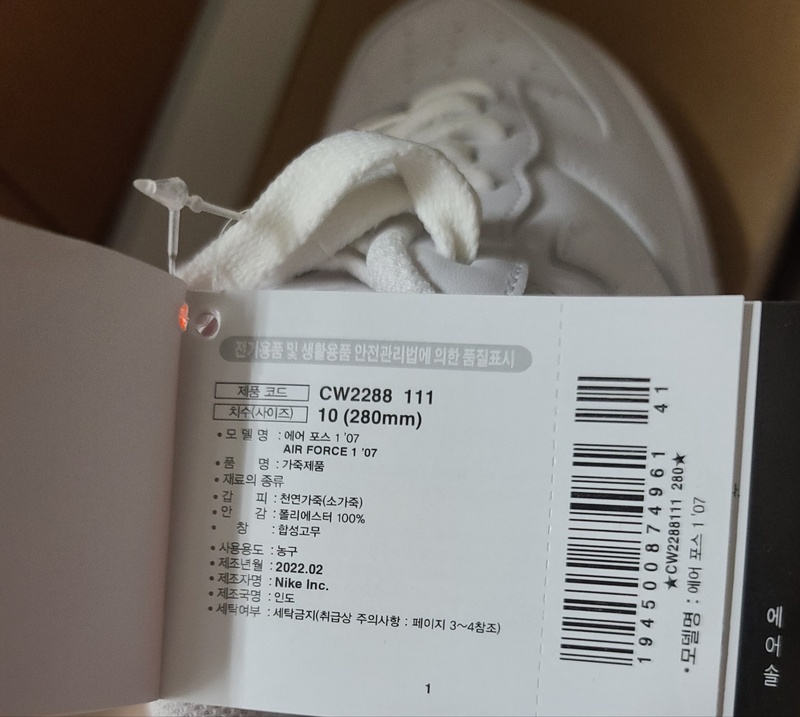 전기용품 및 생활용품 안전관리법에 의한 품질표시
제품 코드 CW2288 111
치수(사이즈) 10 (280mm)
• 모 델 명 : 에어 포스 1 '07
AIR FORCE 1 '07
• 품 명 : 가죽제품
• 재료의 종류
• 갑 피 : 천연가죽(소가죽)
• 안 감 : 폴리에스터 100%
• 창 : 합성고무
• 사용용도 : 농구
• 제조년월 : 2022.02
• 제조자명 : Nike Inc.
• 제조국명 : 인도
• 세탁여부 : 세탁금지(취급상 주의사항 : 페이지 3~4참조)
1
41
194500874961
★CW2288111 280★
• 모델명 : 에어 포스 1 '07
에어솔